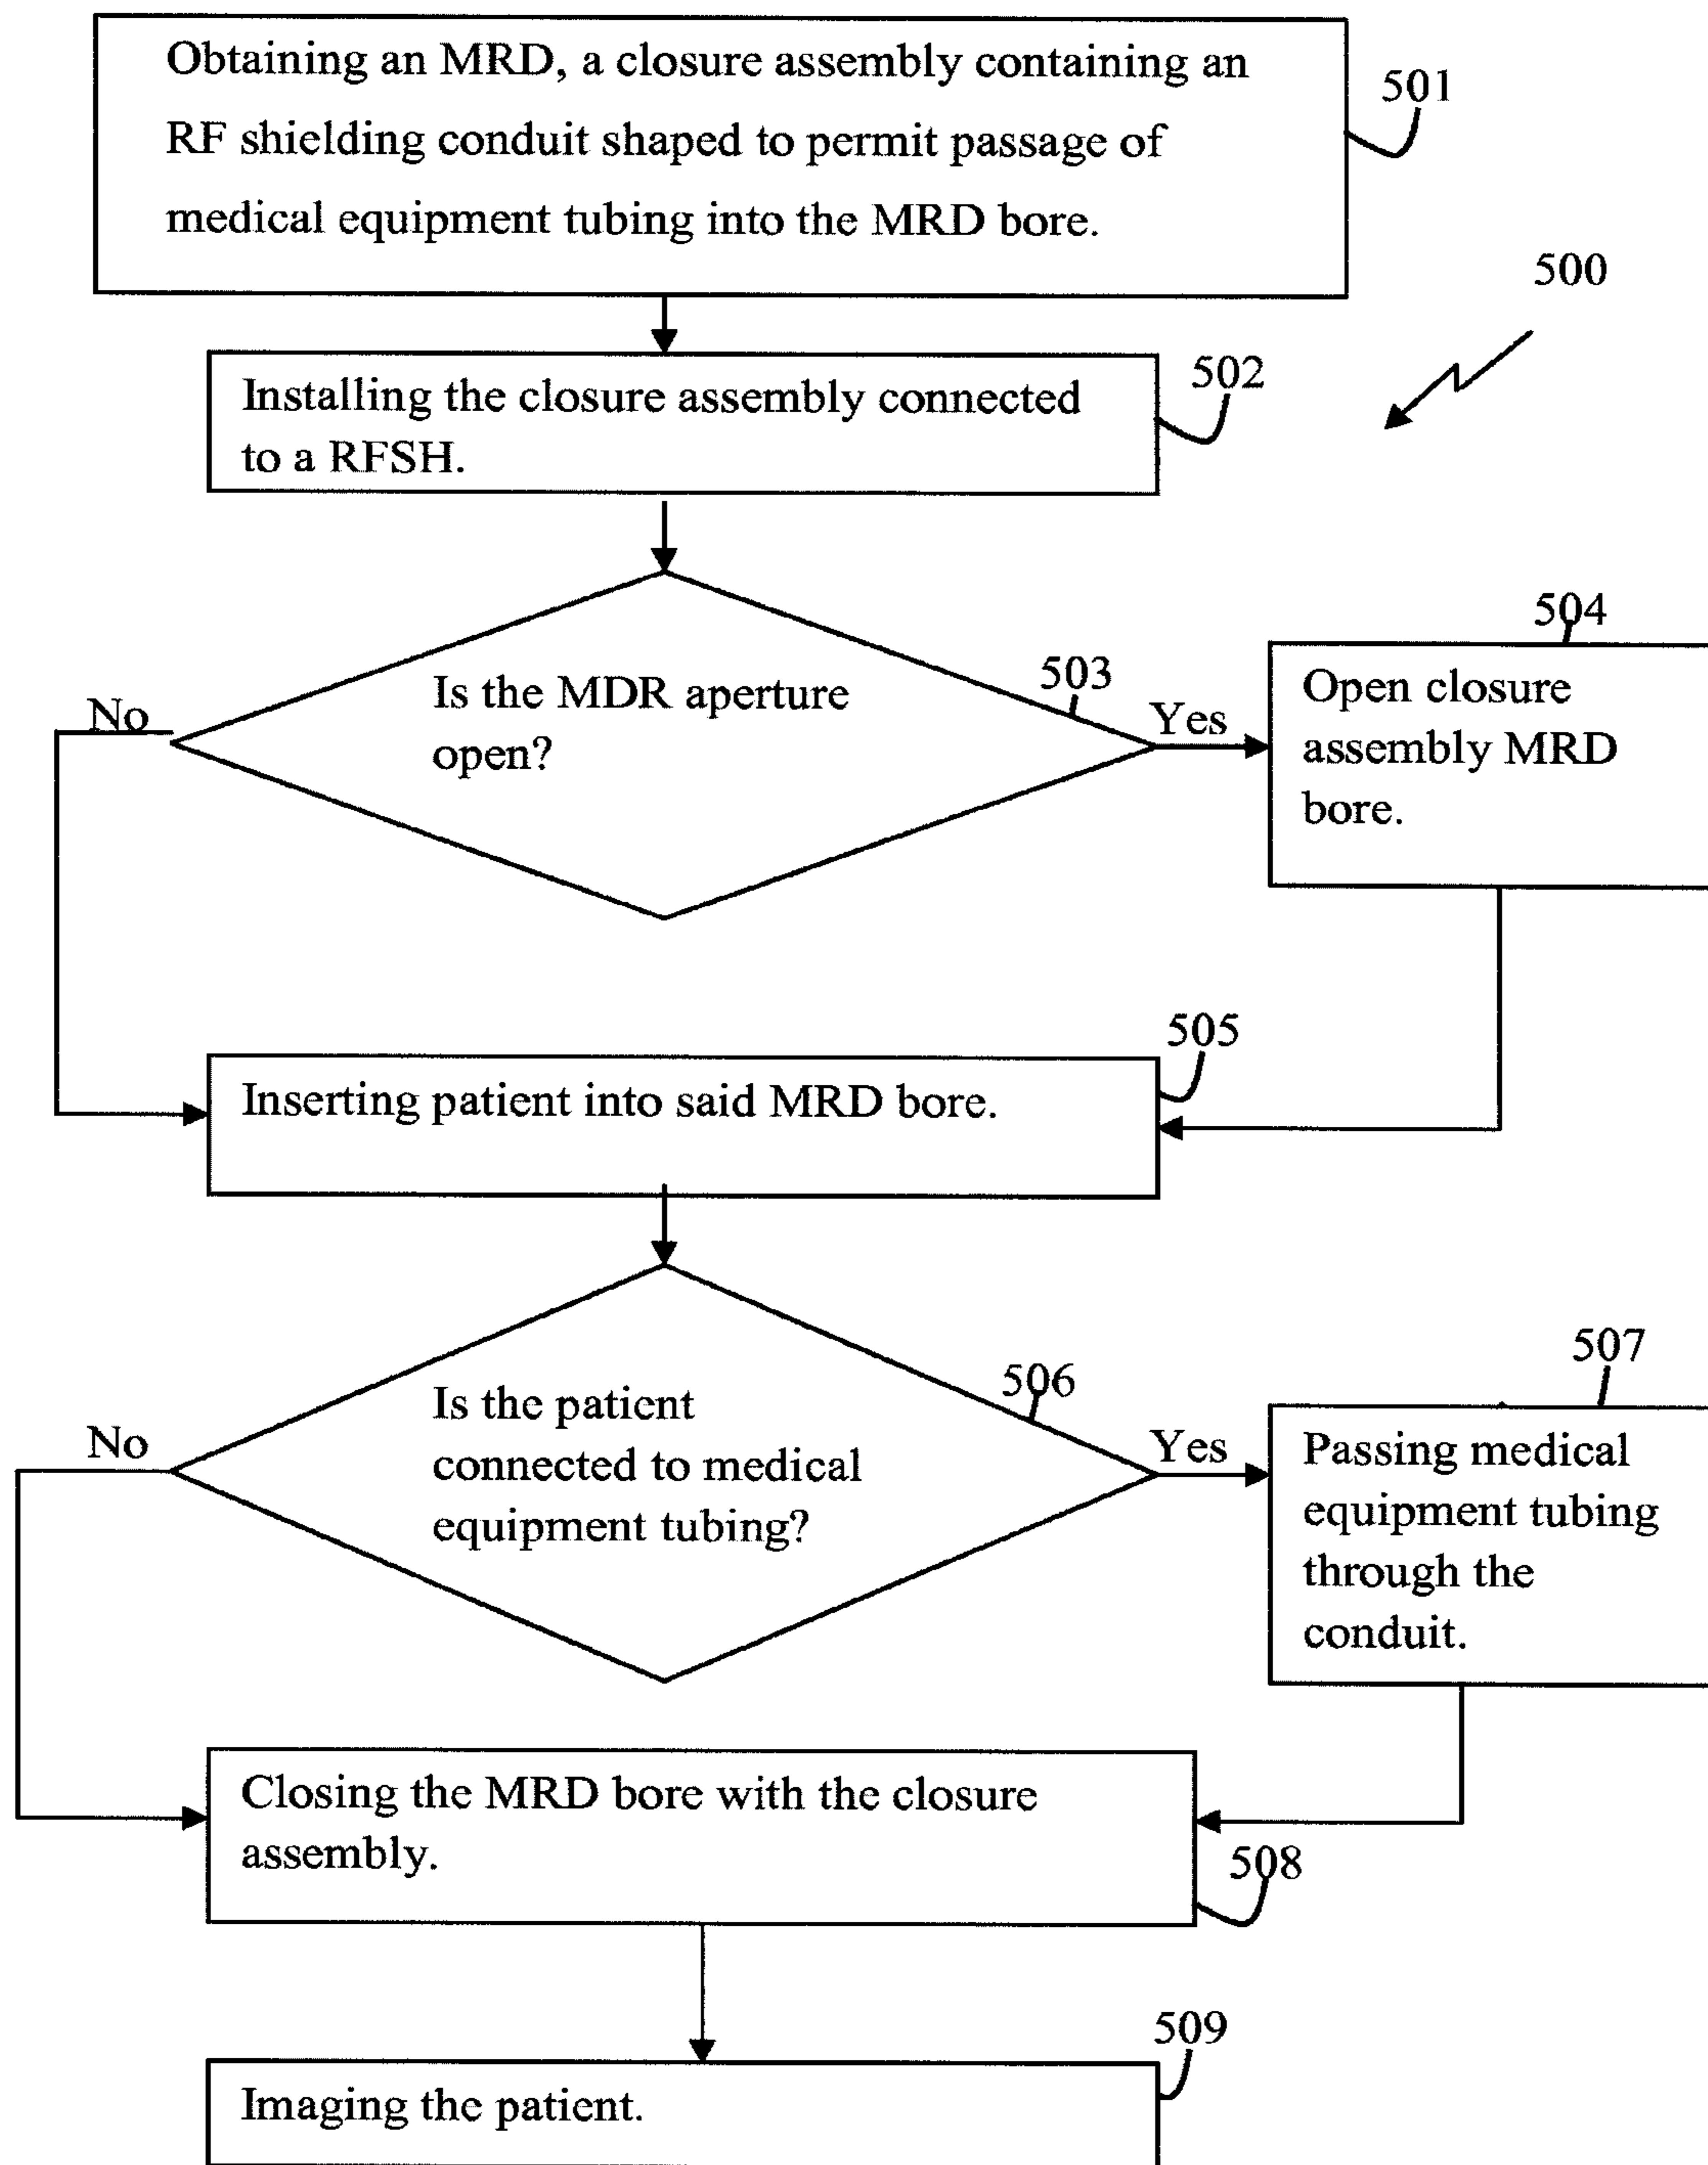 Obtaining an MRD, a closure assembly containing an
RF shielding conduit shaped to permit passage of
medical equipment tubing into the MRD bore.
501
500
Installing the closure assembly connected
to a RFSH.
502
Is the MDR aperture
open?
503
No
Yes
504
Open closure
assembly MRD
bore.
505
Inserting patient into said MRD bore.
Is the patient
connected to medical
equipment tubing?
506
No
Yes
507
Passing medical
equipment tubing
through the
conduit.
Closing the MRD bore with the closure
assembly.
508
509
Imaging the patient.